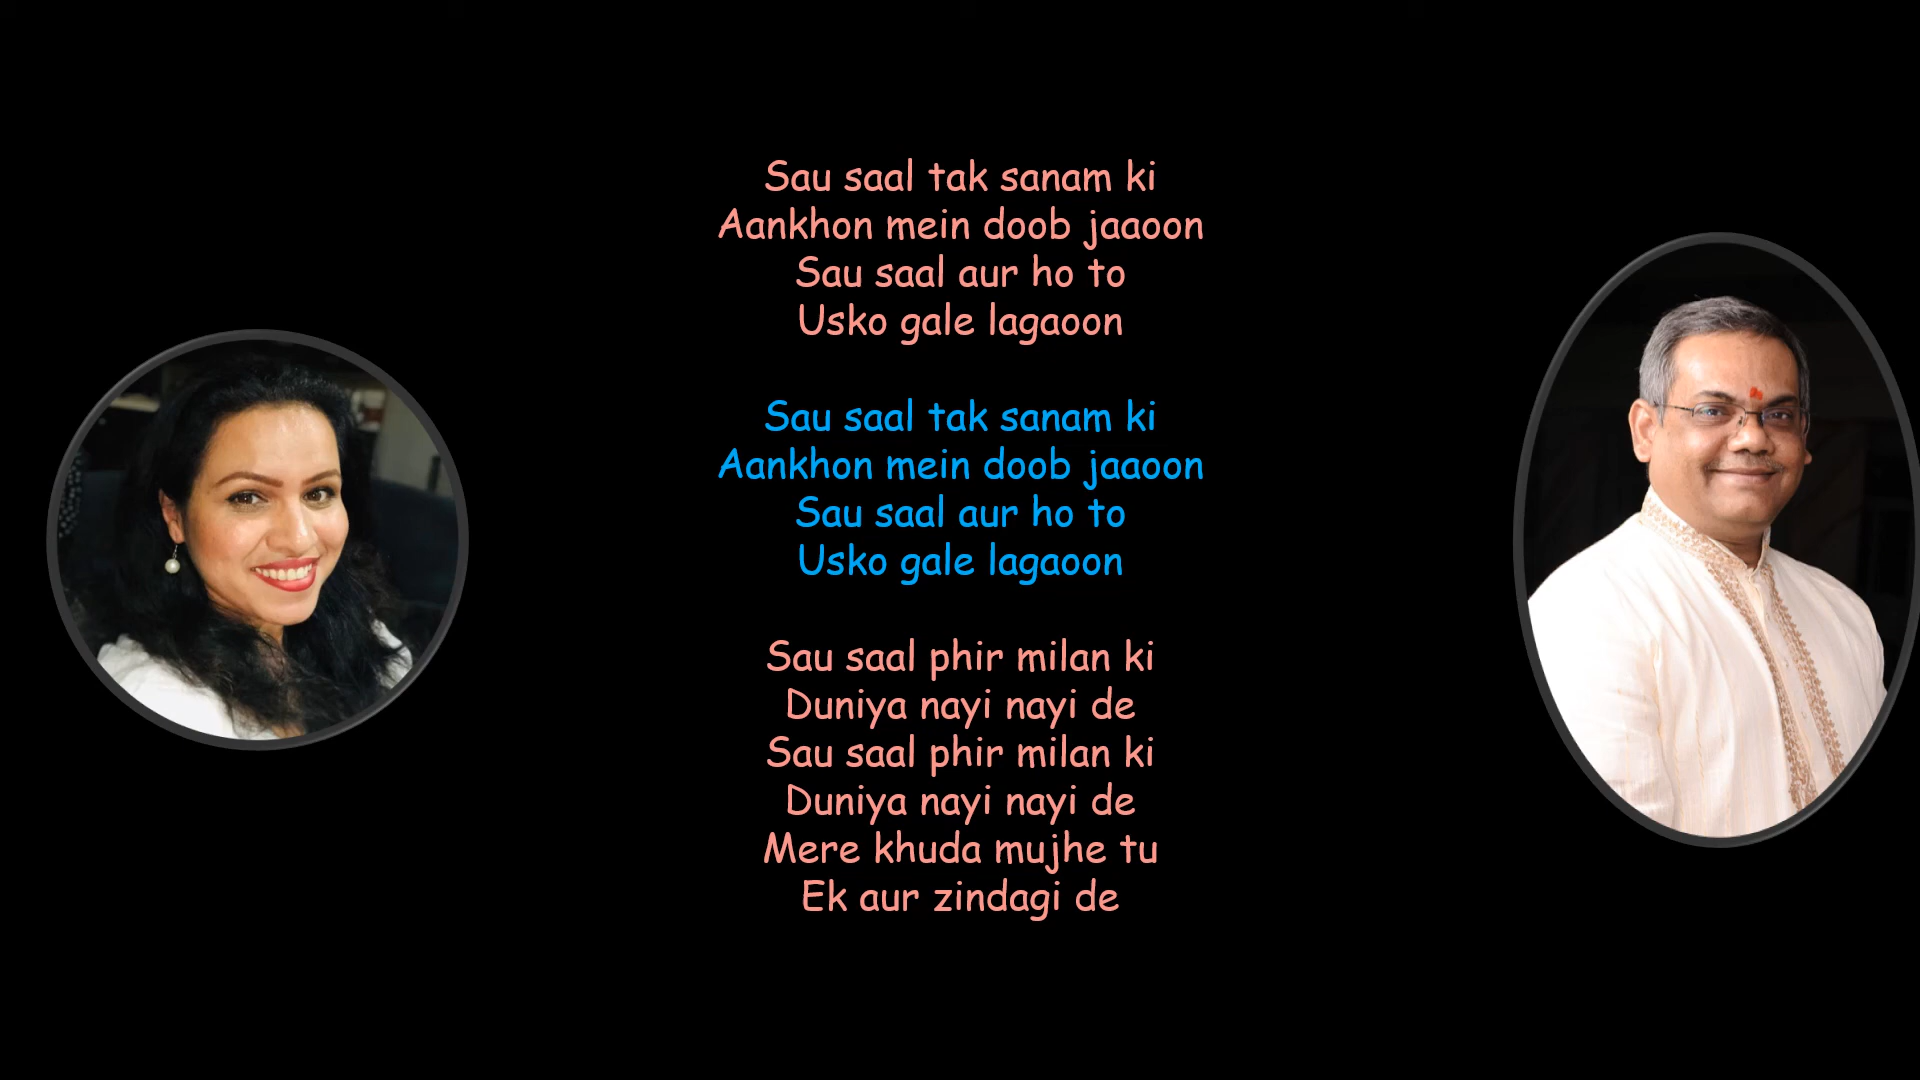 Sau saal tak sanam ki
Aankhon mein doob jaaoon
Sau saal aur ho to
Usko gale lagaoon
Sau saal tak sanam ki
Aankhon mein doob jaaoon
Sau saal aur ho to
Usko gale lagaoon
Sau saal phir milan ki
Duniya nayi nayi de
Sau saal phir milan ki
Duniya nayi nayi de
Mere khuda mujhe tu
Ek aur zindagi de